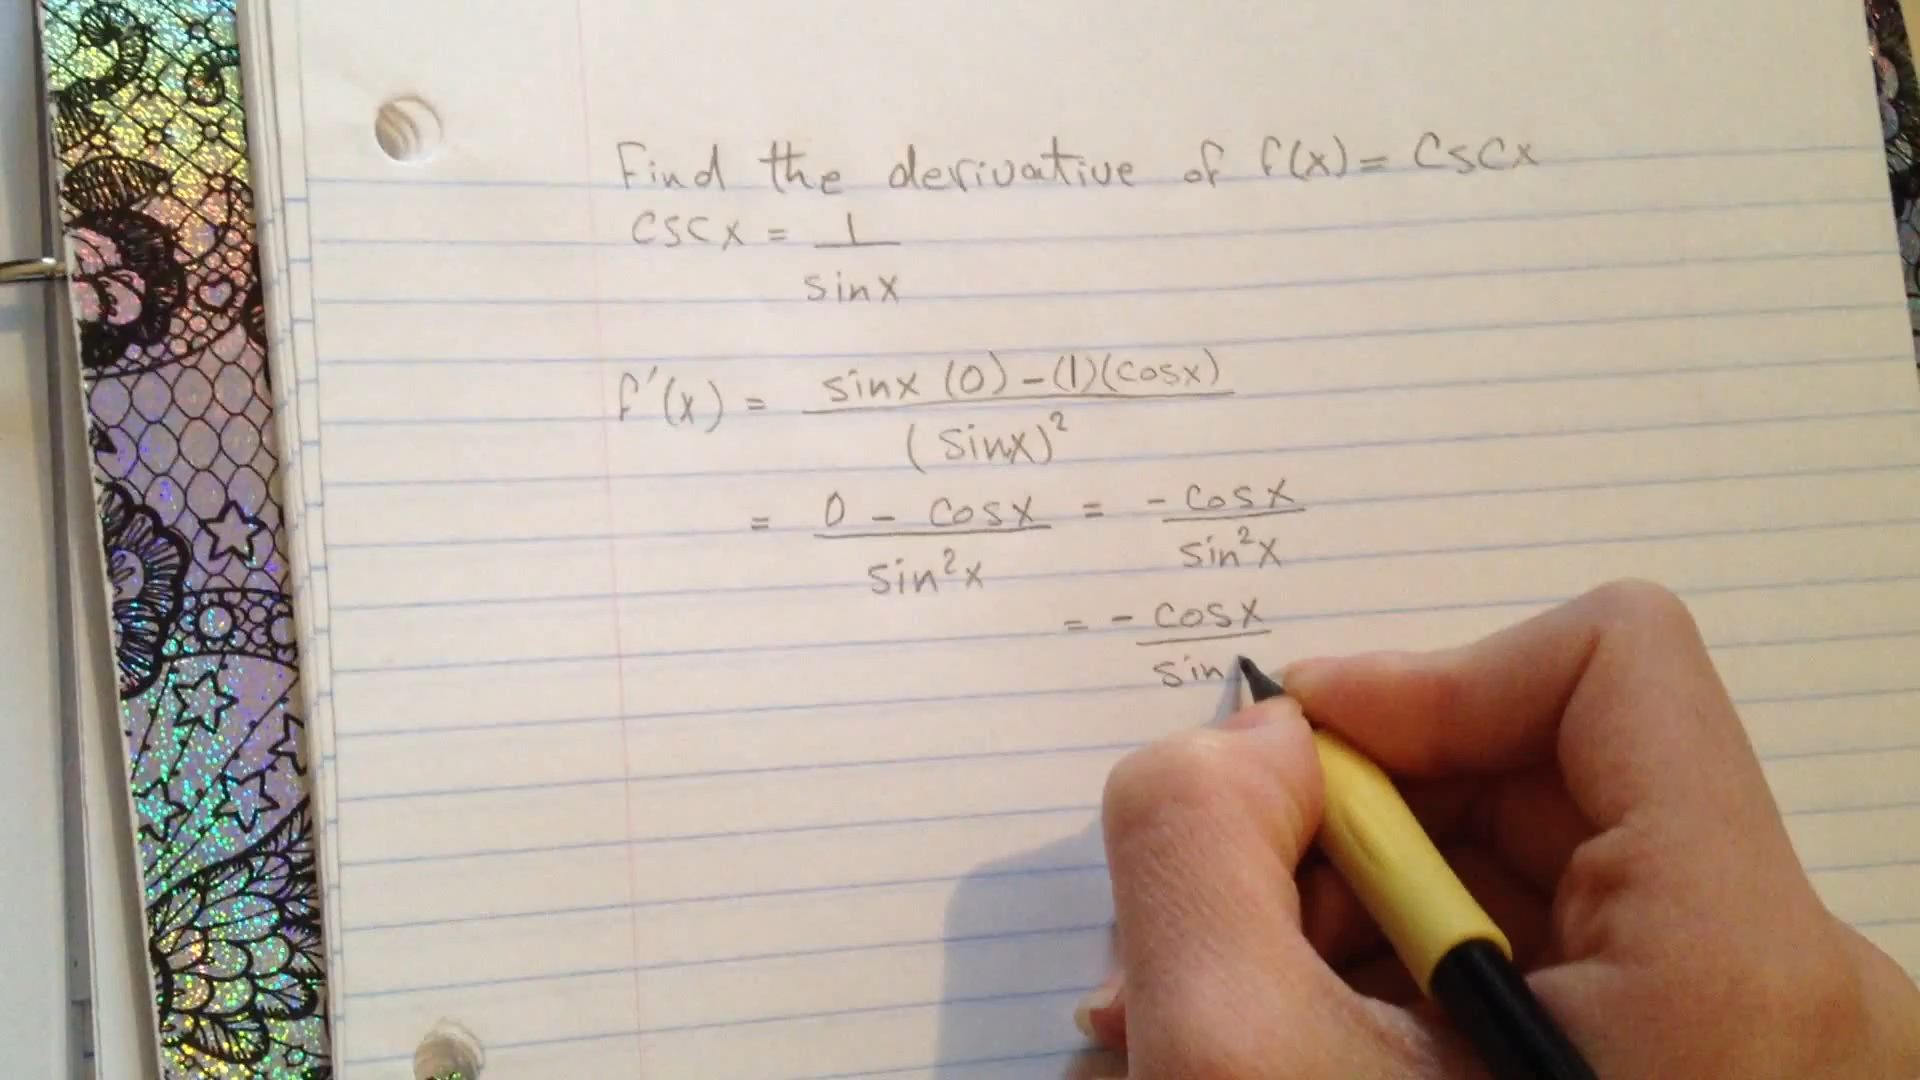 Find the derivative of f(x) = CSCX
CSCX = 1/sinx
f'(x) = sinx (0) - (1)(cosx) / (sinx)²
= 0 - cosx / sin²x = - cosx / sin²x
= - cosx / sin